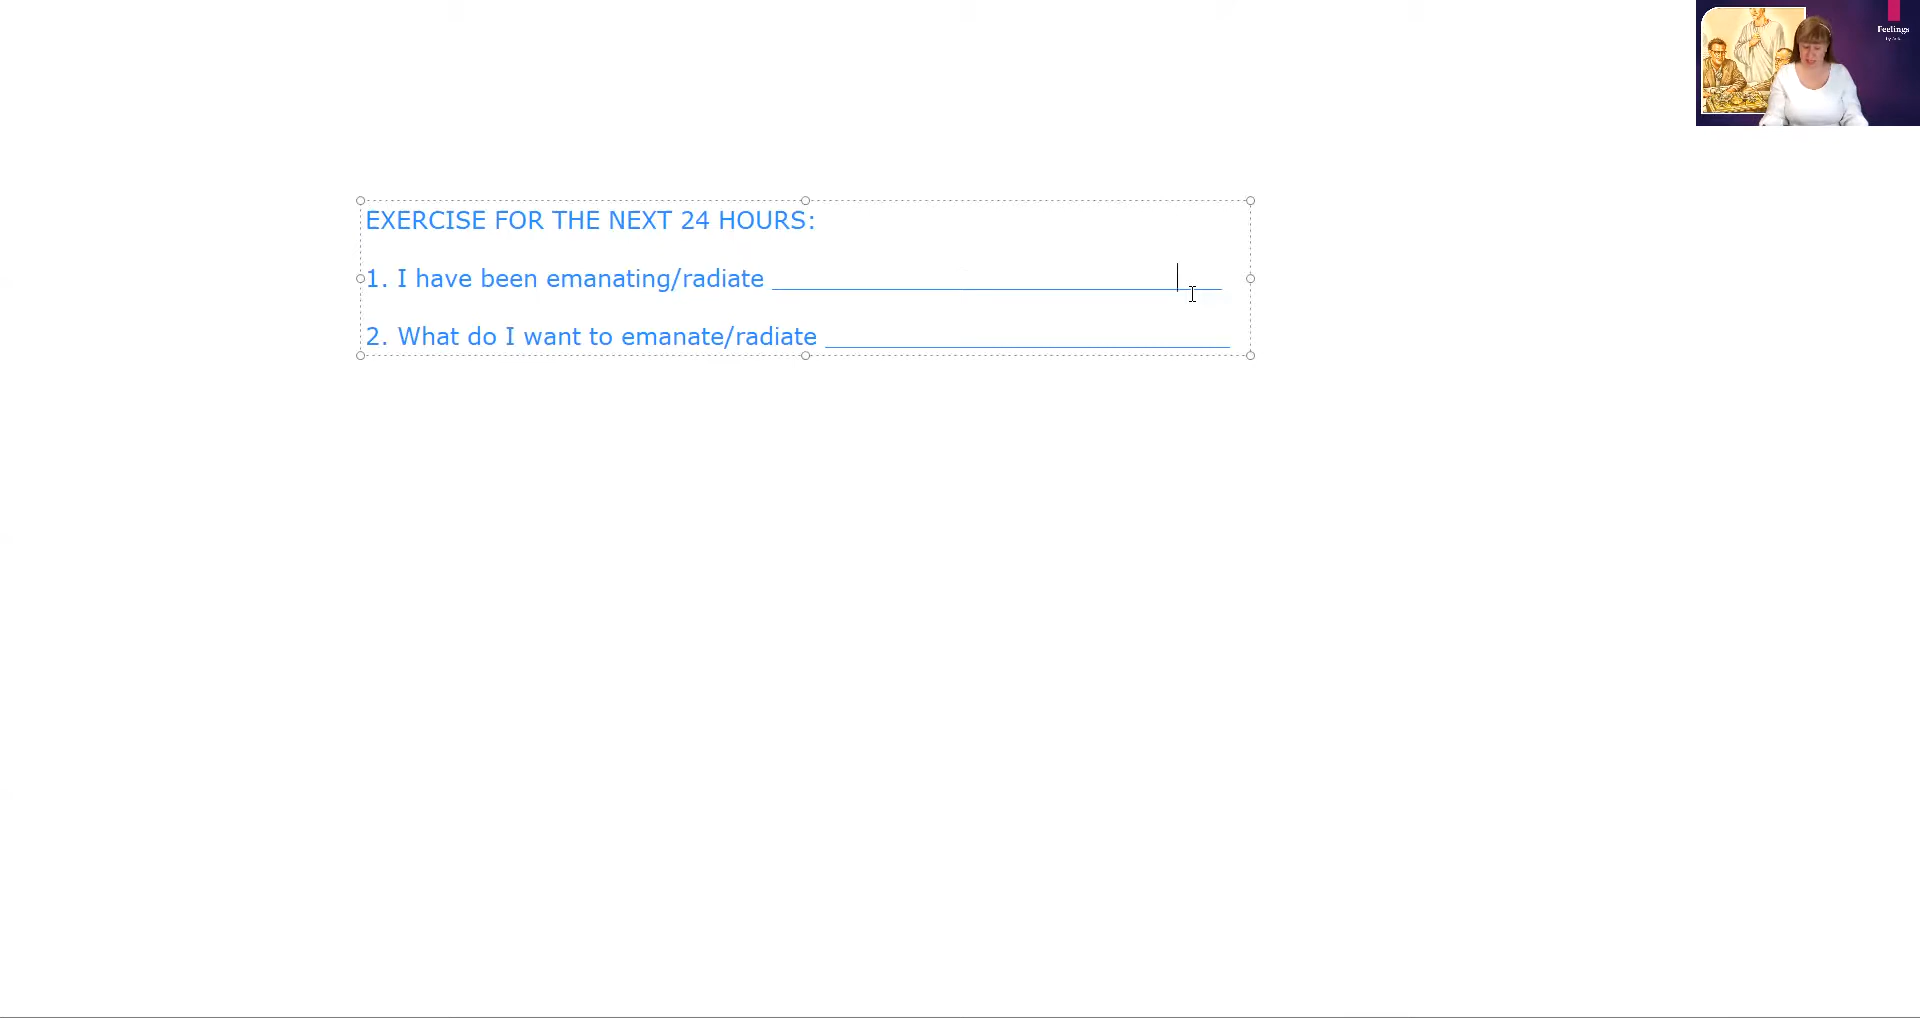 Feelings
EXERCISE FOR THE NEXT 24 HOURS:
1. I have been emanating/radiate ______________________________
2. What do I want to emanate/radiate ___________________________